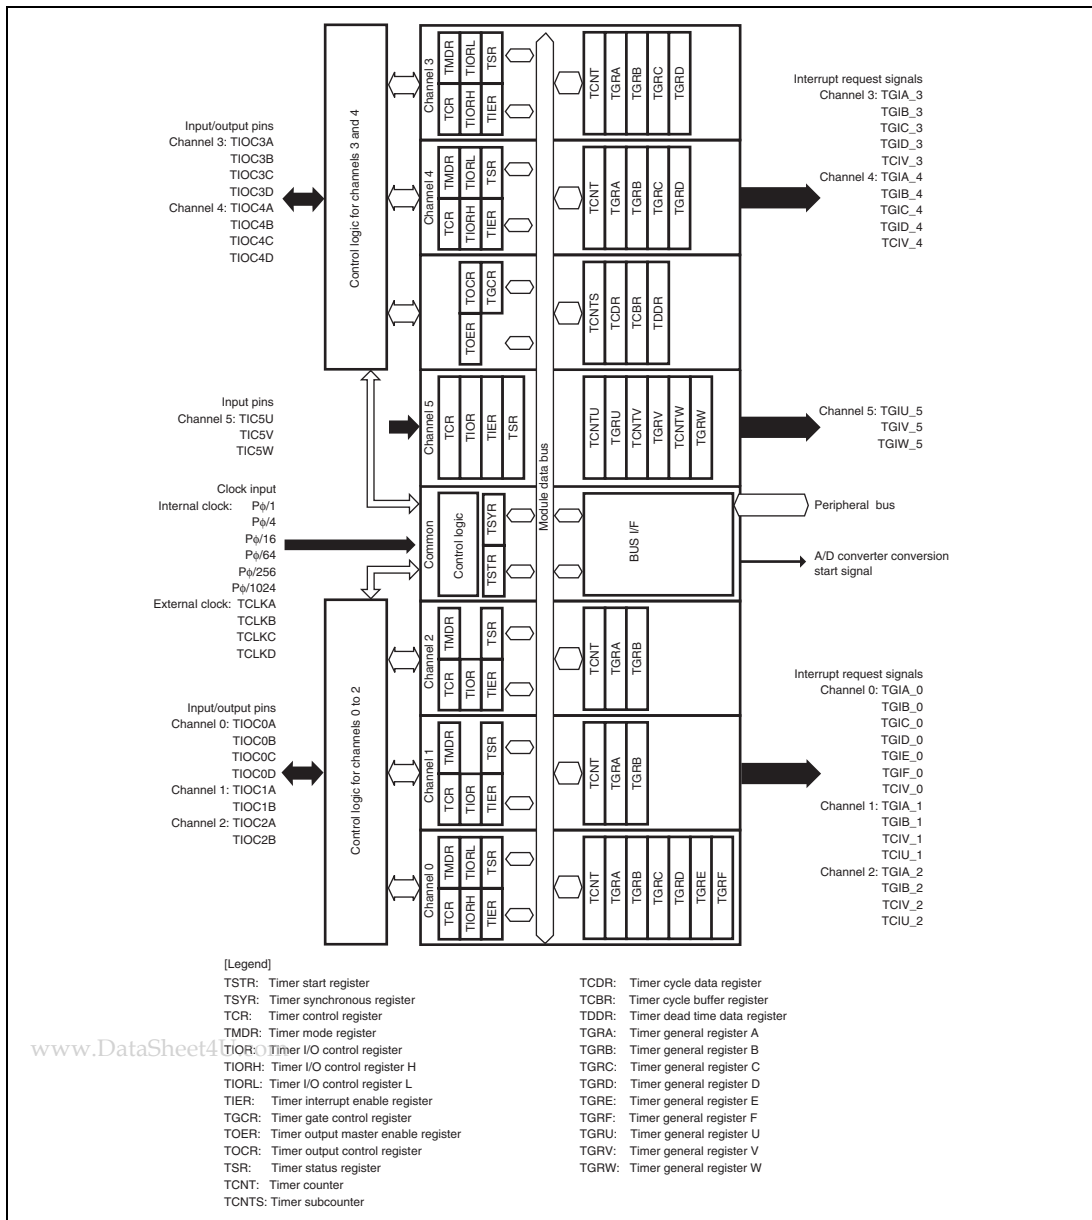 Input/output pins
Channel 3: TIOC3A
TIOC3B
TIOC3C
TIOC3D
Channel 4: TIOC4A
TIOC4B
TIOC4C
TIOC4D
Input pins
Channel 5: TIC5U
TIC5V
TIC5W
Clock input
Internal clock: Pφ/1
Pφ/4
Pφ/16
Pφ/64
Pφ/256
Pφ/1024
External clock: TCLKA
TCLKB
TCLKC
TCLKD
Input/output pins
Channel 0: TIOC0A
TIOC0B
TIOC0C
TIOC0D
Channel 1: TIOC1A
TIOC1B
Channel 2: TIOC2A
TIOC2B
Control logic for channels 3 and 4
Control logic for channels 0 to 2
Channel 3
TCR
TMDR
TIORH
TIORL
TIER
TSR
TCNT
TGRA
TGRB
TGRC
TGRD
Channel 4
TCR
TMDR
TIORH
TIORL
TIER
TSR
TCNT
TGRA
TGRB
TGRC
TGRD
TOER
TOCR
TGCR
TCNTS
TCDR
TCBR
TDDR
Channel 5
TCR
TIOR
TIER
TSR
TCNTU
TGRU
TCNTV
TGRV
TCNTW
TGRW
Module data bus
Common
Control logic
TSTR
TSYR
BUS I/F
Channel 2
TCR
TMDR
TIOR
TIER
TSR
TCNT
TGRA
TGRB
Channel 1
TCR
TMDR
TIOR
TIER
TSR
TCNT
TGRA
TGRB
Channel 0
TCR
TMDR
TIORH
TIORL
TIER
TSR
TCNT
TGRA
TGRB
TGRC
TGRD
TGRE
TGRF
Interrupt request signals
Channel 3: TGIA_3
TGIB_3
TGIC_3
TGID_3
TCIV_3
Channel 4: TGIA_4
TGIB_4
TGIC_4
TGID_4
TCIV_4
Channel 5: TGIU_5
TGIV_5
TGIW_5
Peripheral bus
A/D converter conversion
start signal
Interrupt request signals
Channel 0: TGIA_0
TGIB_0
TGIC_0
TGID_0
TGIE_0
TGIF_0
TCIV_0
Channel 1: TGIA_1
TGIB_1
TCIV_1
TCIU_1
Channel 2: TGIA_2
TGIB_2
TCIV_2
TCIU_2
[Legend]
TSTR: Timer start register
TSYR: Timer synchronous register
TCR: Timer control register
TMDR: Timer mode register
TIOR: Timer I/O control register
TIORH: Timer I/O control register H
TIORL: Timer I/O control register L
TIER: Timer interrupt enable register
TGCR: Timer gate control register
TOER: Timer output master enable register
TOCR: Timer output control register
TSR: Timer status register
TCNT: Timer counter
TCNTS: Timer subcounter
TCDR: Timer cycle data register
TCBR: Timer cycle buffer register
TDDR: Timer dead time data register
TGRA: Timer general register A
TGRB: Timer general register B
TGRC: Timer general register C
TGRD: Timer general register D
TGRE: Timer general register E
TGRF: Timer general register F
TGRU: Timer general register U
TGRV: Timer general register V
TGRW: Timer general register W
www.DataSheet4U.com